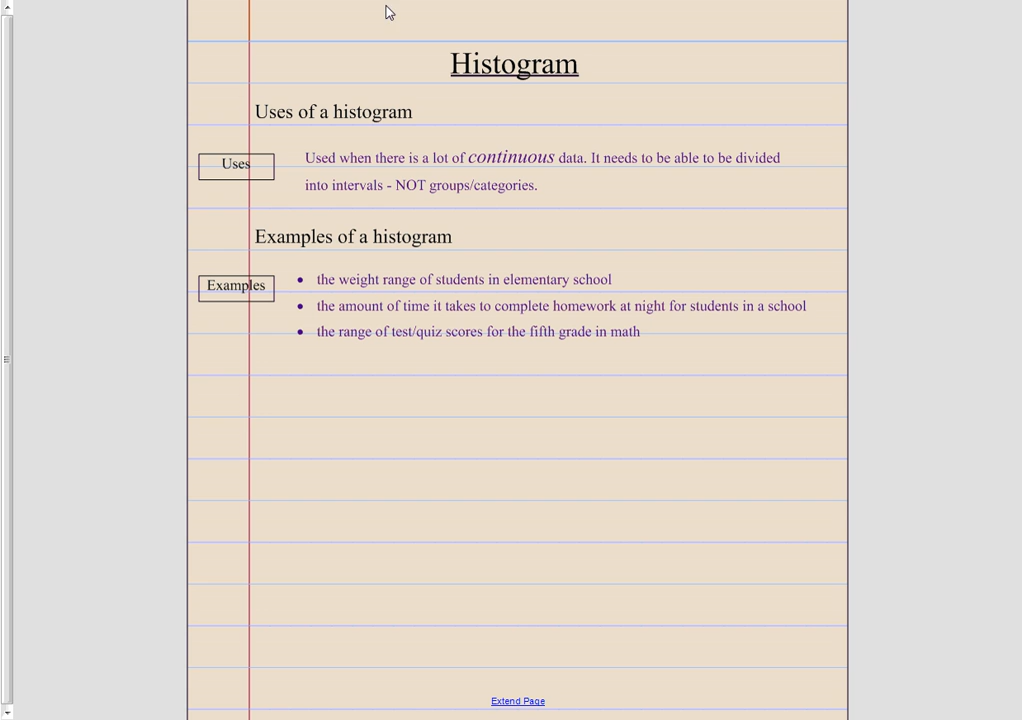 Histogram
Uses of a histogram
Uses
Used when there is a lot of continuous data. It needs to be able to be divided
into intervals - NOT groups/categories.
Examples of a histogram
Examples
• the weight range of students in elementary school
• the amount of time it takes to complete homework at night for students in a school
• the range of test/quiz scores for the fifth grade in math
Extend Page